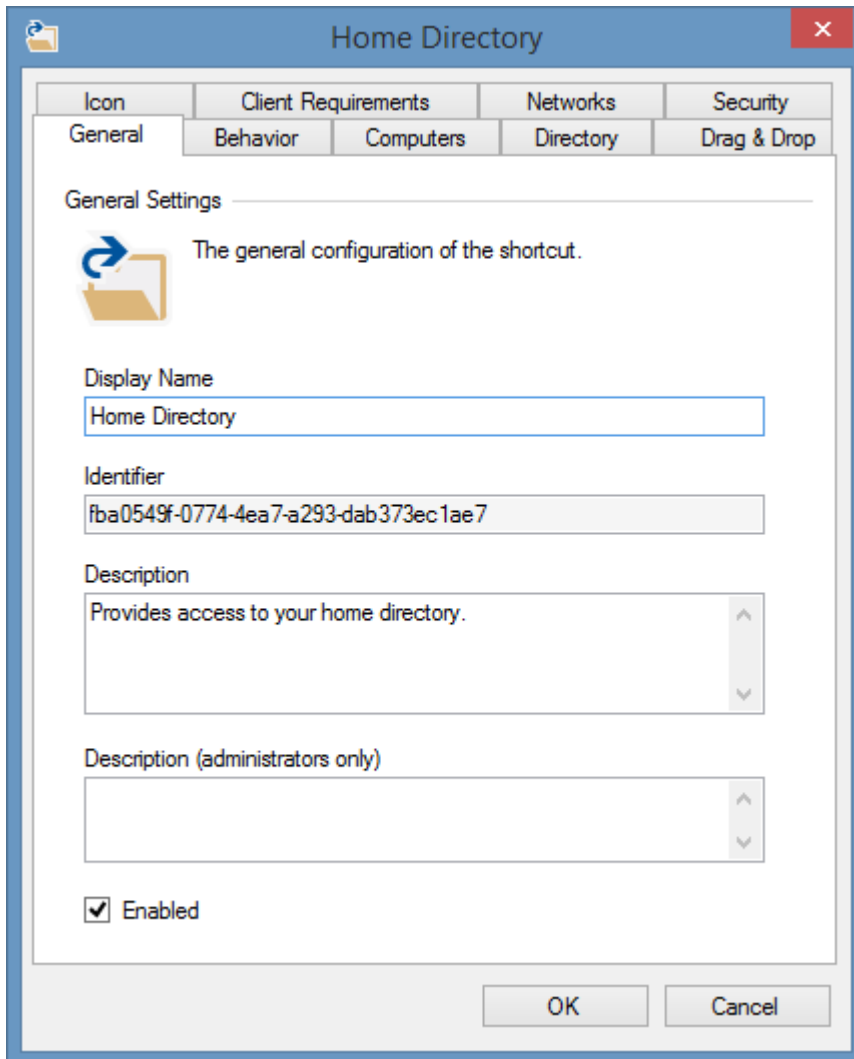 Home Directory
Icon Client Requirements Networks Security
General Behavior Computers Directory Drag & Drop
General Settings
The general configuration of the shortcut.
Display Name
Home Directory
Identifier
fba0549f-0774-4ea7-a293-dab373ec1ae7
Description
Provides access to your home directory.
Description (administrators only)
Enabled
OK Cancel